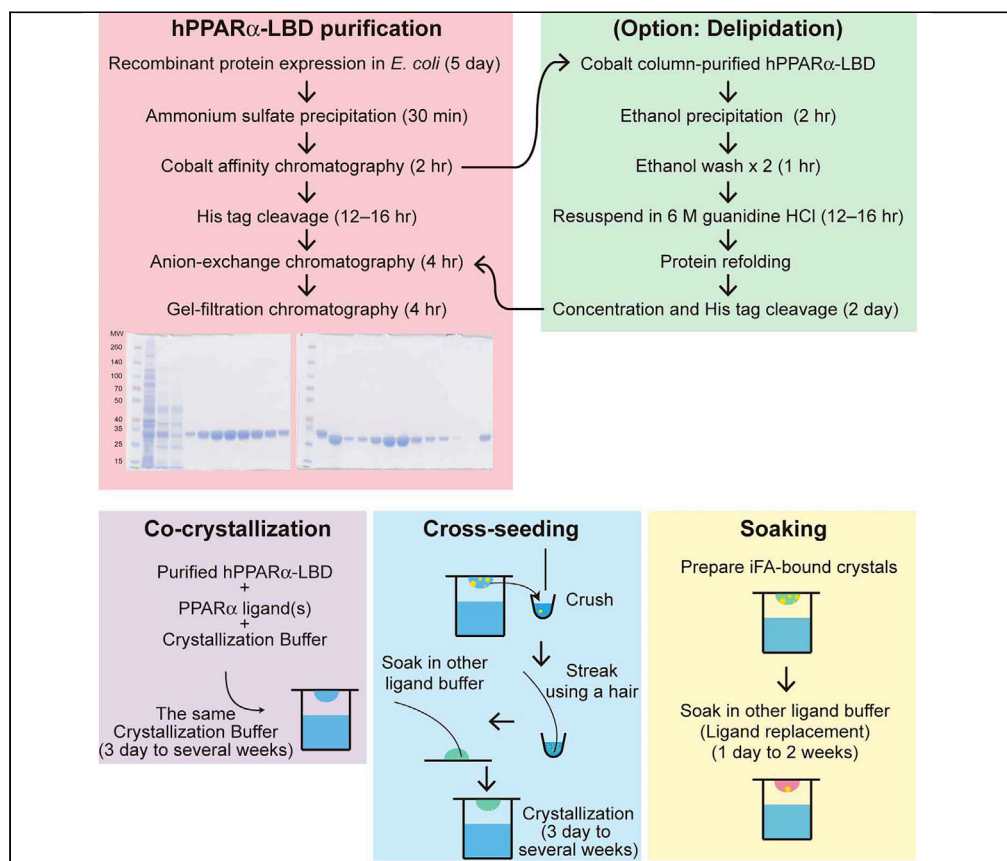 hPPARα-LBD purification
Recombinant protein expression in E. coli (5 day)
Ammonium sulfate precipitation (30 min)
Cobalt affinity chromatography (2 hr)
His tag cleavage (12–16 hr)
Anion-exchange chromatography (4 hr)
Gel-filtration chromatography (4 hr)
MW
260
140
100
70
50
40
35
25
15
(Option: Delipidation)
Cobalt column-purified hPPARα-LBD
Ethanol precipitation (2 hr)
Ethanol wash x 2 (1 hr)
Resuspend in 6 M guanidine HCl (12–16 hr)
Protein refolding
Concentration and His tag cleavage (2 day)
Co-crystallization
Purified hPPARα-LBD
+
PPARα ligand(s)
+
Crystallization Buffer
The same
Crystallization Buffer
(3 day to several weeks)
Cross-seeding
Crush
Streak
using a hair
Soak in other
ligand buffer
Crystallization
(3 day to
several weeks)
Soaking
Prepare iFA-bound crystals
Soak in other ligand buffer
(Ligand replacement)
(1 day to 2 weeks)